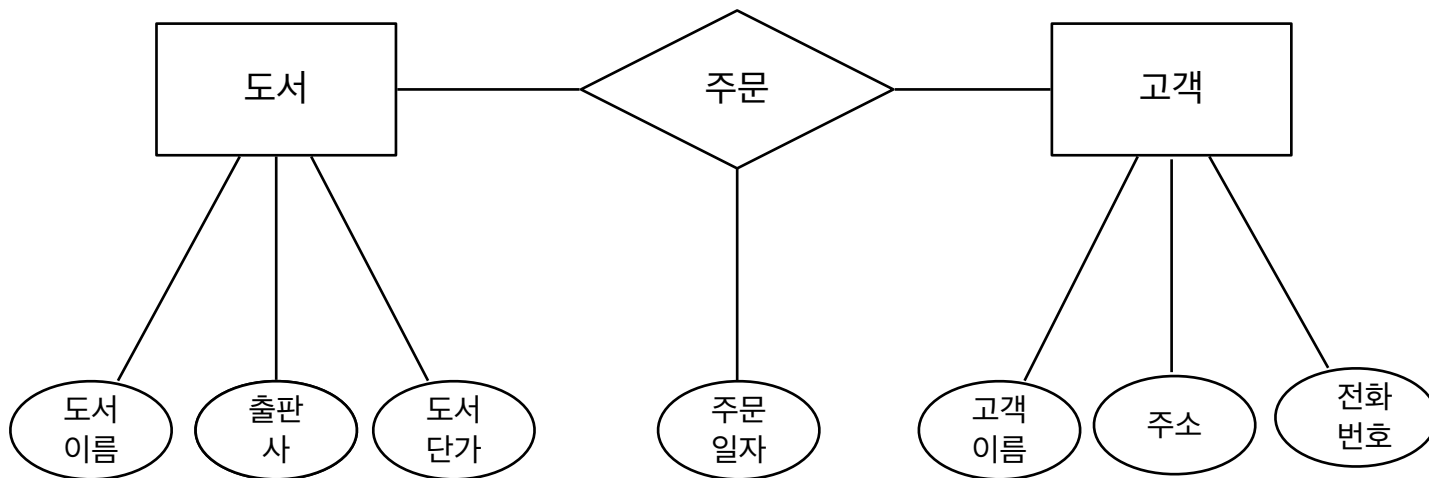 도서
주문
고객
도서
이름
출판
사
도서
단가
주문
일자
고객
이름
주소
전화
번호